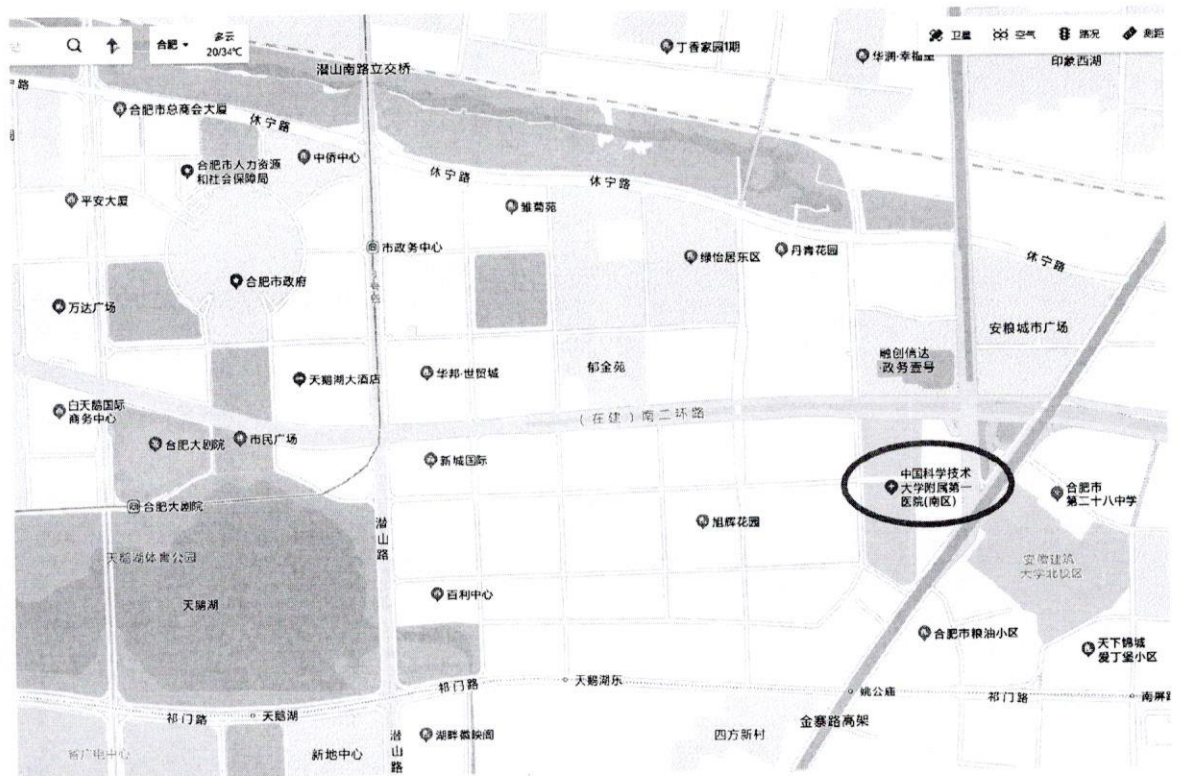 合肥
多云
20/34℃
卫星
空气
路况
测距
丁香家园1期
华润·幸福里
印象西湖
潜山南路立交桥
路
合肥市总商会大厦
休宁路
中侨中心
合肥市人力资源
和社会保障局
休宁路
休宁路
平安大厦
雏菊苑
市政务中心
绿怡居东区
丹青花园
休宁路
合肥市政府
万达广场
安粮城市广场
融创信达
·政务壹号
天鹅湖大酒店
华邦·世贸城
郁金苑
白天鹅国际
商务中心
(在建)南二环路
合肥大剧院
市民广场
新城国际
中国科学技术
大学附属第一
医院(南区)
合肥市
第二十八中学
合肥大剧院
潜山路
旭辉花园
天鹅湖体育公园
安徽建筑
大学北校区
天鹅湖
百利中心
合肥市粮油小区
天下锦城
爱丁堡小区
祁门路
天鹅湖东
姚公庙
祁门路
南屏路
祁门路
天鹅湖
金寨路高架
省广电中心
新地中心
潜山路
湖畔徽映阁
四方新村